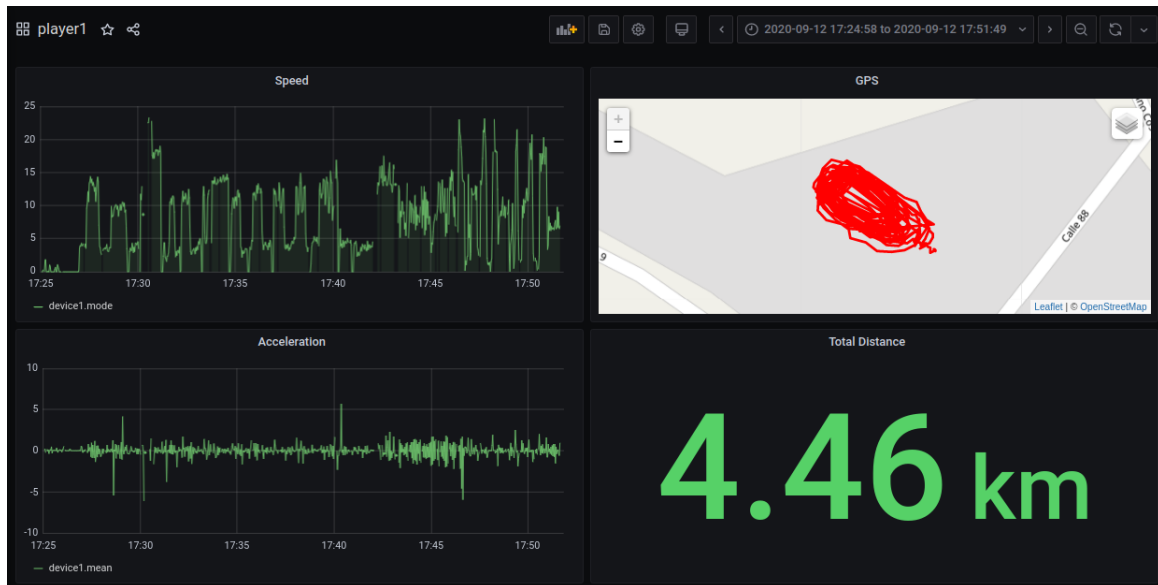 player1
2020-09-12 17:24:58 to 2020-09-12 17:51:49
Speed
25
20
15
10
5
0
17:25 17:30 17:35 17:40 17:45 17:50
device1.mode
GPS
+
−
Calle 88
9
Leaflet | © OpenStreetMap
Acceleration
10
5
0
-5
-10
17:25 17:30 17:35 17:40 17:45 17:50
device1.mean
Total Distance
4.46 km